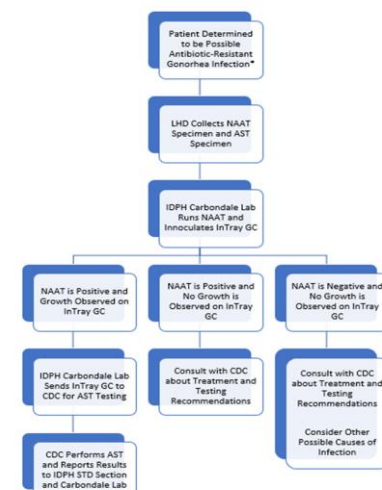 Patient Determined
to be Possible
Antibiotic-Resistant
Gonorhea Infection*
LHD Collects NAAT
Specimen and AST
Specimen
IDPH Carbondale Lab
Runs NAAT and
Innoculates InTray GC
NAAT is Positive and
Growth Observed on
InTray GC
NAAT is Positive and
No Growth is
Observed on InTray
GC
NAAT is Negative and
No Growth is
Observed on InTray
GC
IDPH Carbondale Lab
Sends InTray GC to
CDC for AST Testing
Consult with CDC
about Treatment and
Testing
Recommendations
Consult with CDC
about Treatment and
Testing
Recommendations
Consider Other
Possible Causes of
Infection
CDC Performs AST
and Reports Results
to IDPH STD Section
and Carbondale Lab